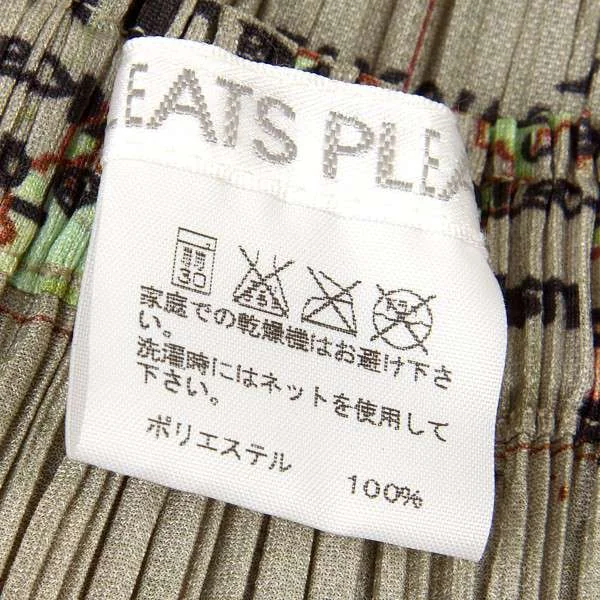 LEATS PLEA
30
家庭での乾燥機はお避け下さ
い。
洗濯時にはネットを使用して
下さい。
ポリエステル 100%